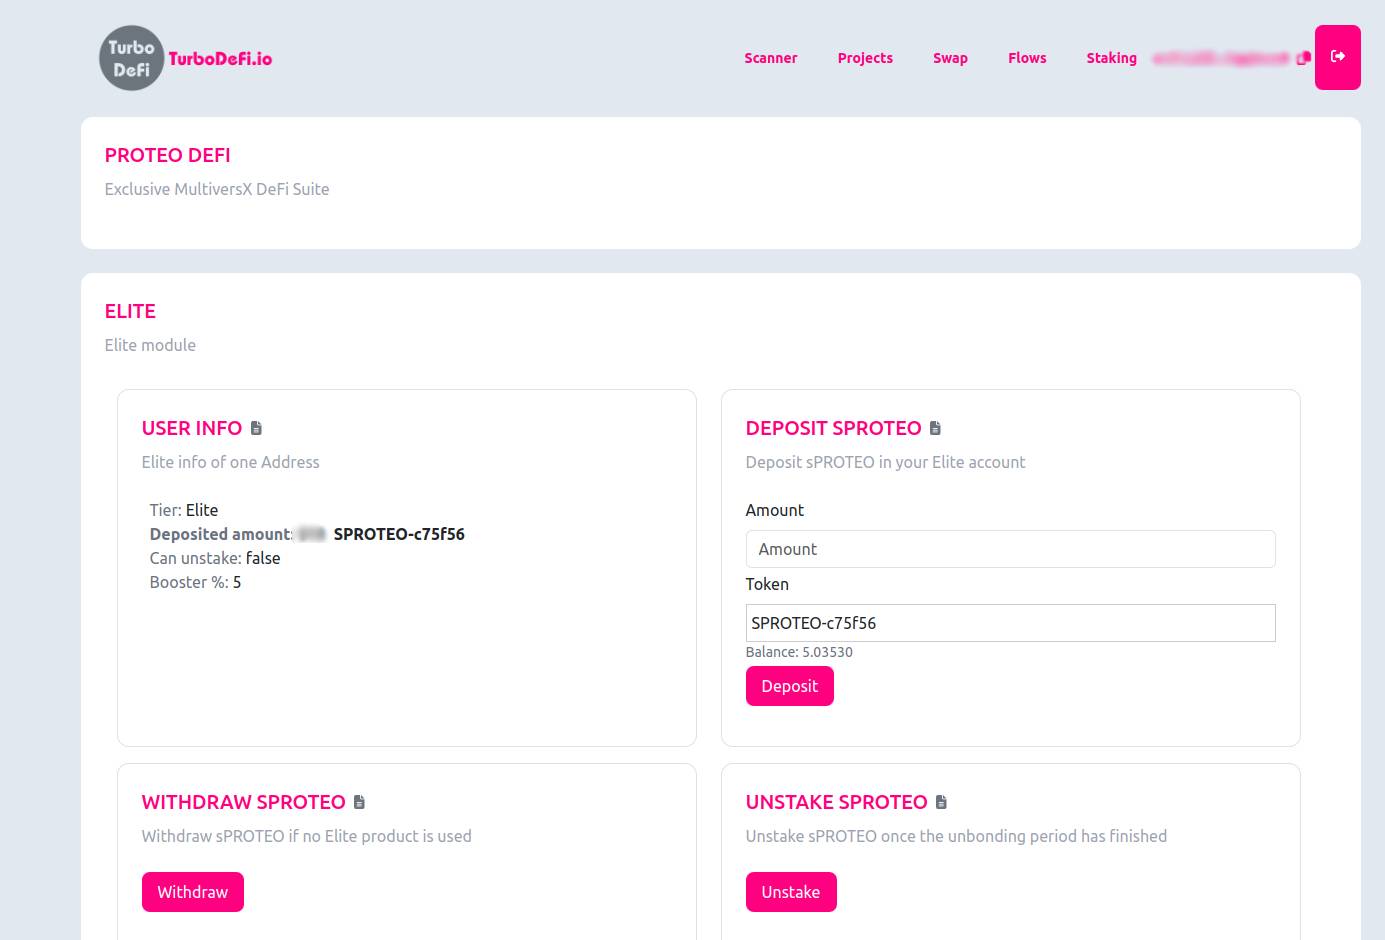 Turbo
DeFi
TurboDeFi.io
Scanner
Projects
Swap
Flows
Staking
PROTEO DEFI
Exclusive MultiversX DeFi Suite
ELITE
Elite module
USER INFO
Elite info of one Address
Tier: Elite
Deposited amount: SPROTEO-c75f56
Can unstake: false
Booster %: 5
DEPOSIT SPROTEO
Deposit sPROTEO in your Elite account
Amount
Amount
Token
SPROTEO-c75f56
Balance: 5.03530
Deposit
WITHDRAW SPROTEO
Withdraw sPROTEO if no Elite product is used
Withdraw
UNSTAKE SPROTEO
Unstake sPROTEO once the unbonding period has finished
Unstake